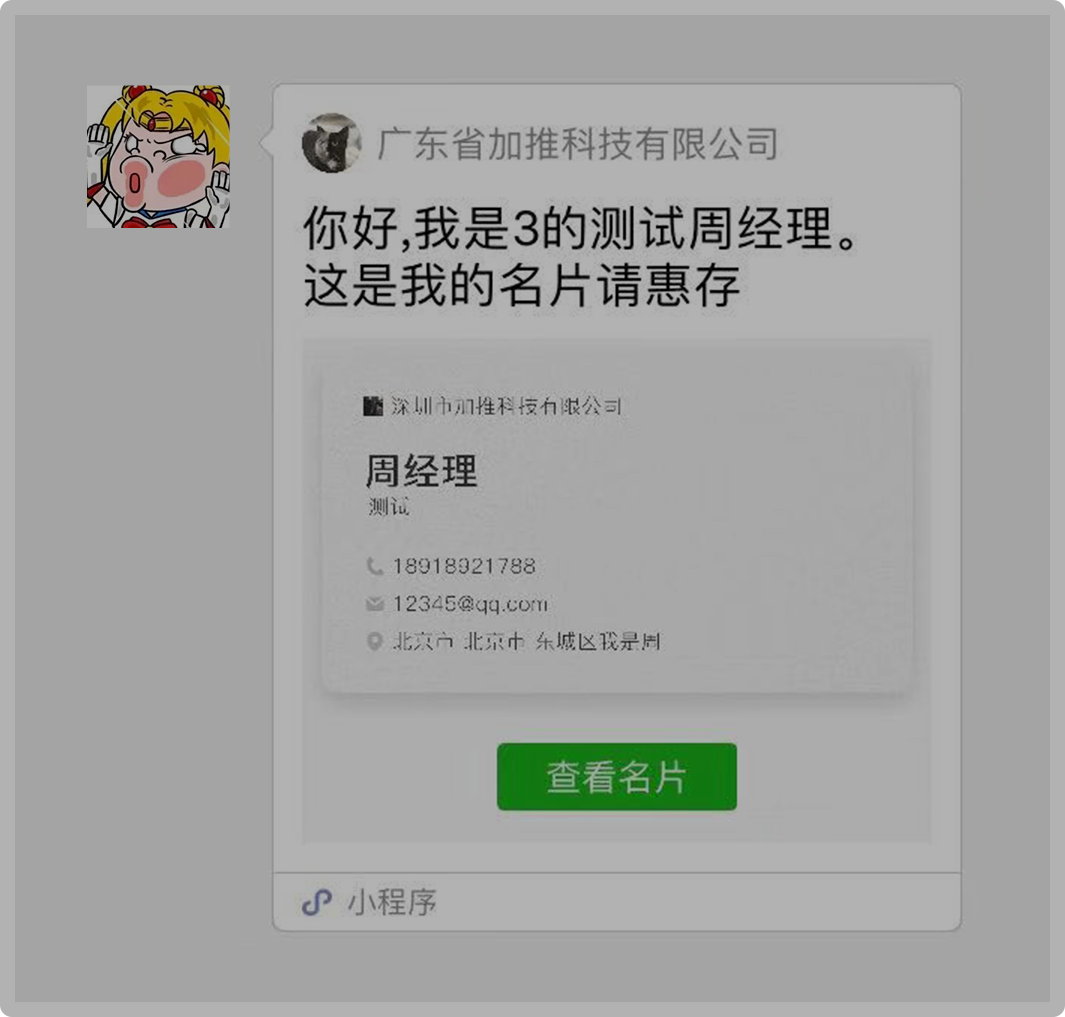 广东省加推科技有限公司
你好,我是3的测试周经理。
这是我的名片请惠存
深圳市加推科技有限公司
周经理
测试
18918921788
12345@qq.com
北京市 北京市 东城区我是周
查看名片
小程序